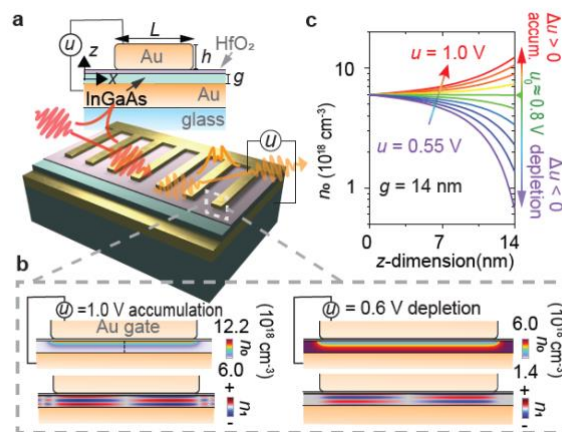 a
L
u
Au
h
HfO₂
z
x
g
InGaAs
Au
glass
u
c
10
1
n₀ (10¹⁸ cm⁻³)
u = 1.0 V
u = 0.55 V
g = 14 nm
0
7
14
z-dimension(nm)
Δu > 0
accum.
u₀≈0.8 V
depletion
Δu < 0
b
u =1.0 V accumulation
Au gate
12.2
n₀
6.0
(10¹⁸ cm⁻³)
+
n₁
-
u = 0.6 V depletion
6.0
n₀
1.4
(10¹⁸ cm⁻³)
+
n₁
-